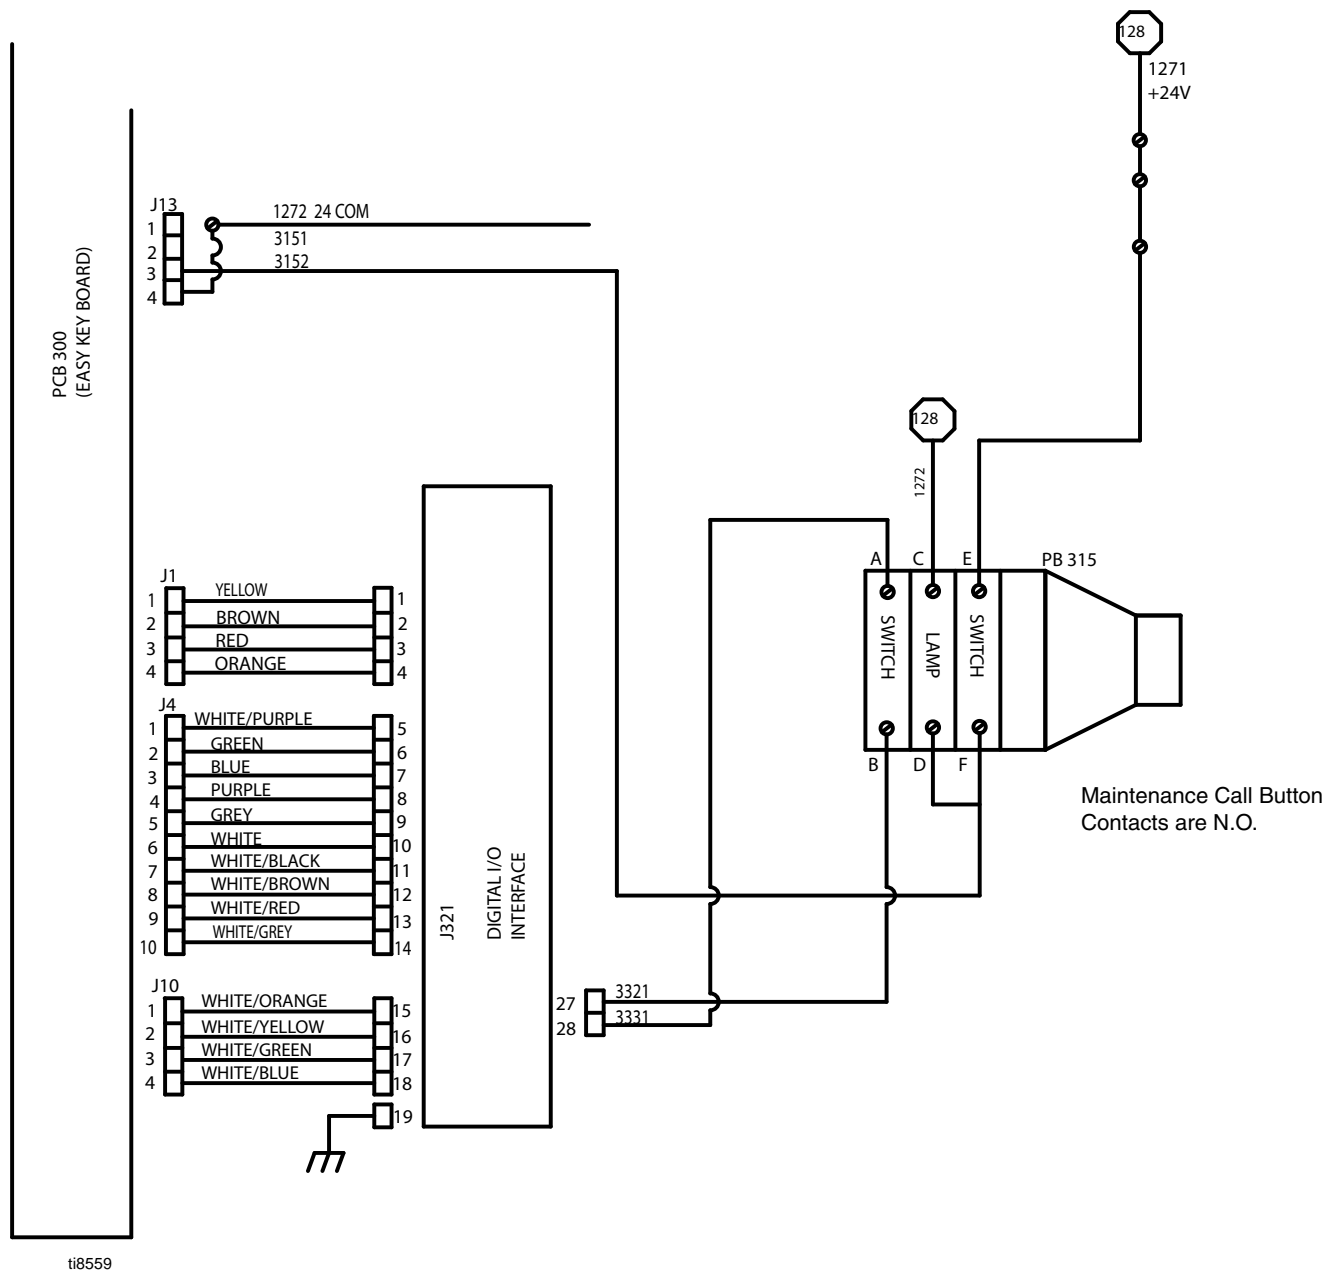 128
1271
+24V
J13
1
2
3
4
1272 24 COM
3151
3152
PCB 300
(EASY KEY BOARD)
128
1272
A
C
E
PB 315
SWITCH
LAMP
SWITCH
B
D
F
Maintenance Call Button
Contacts are N.O.
J1
1 YELLOW 1
2 BROWN 2
3 RED 3
4 ORANGE 4
J4
1 WHITE/PURPLE 5
2 GREEN 6
3 BLUE 7
4 PURPLE 8
5 GREY 9
6 WHITE 10
7 WHITE/BLACK 11
8 WHITE/BROWN 12
9 WHITE/RED 13
10 WHITE/GREY 14
J321
DIGITAL I/O
INTERFACE
J10
1 WHITE/ORANGE 15
2 WHITE/YELLOW 16
3 WHITE/GREEN 17
4 WHITE/BLUE 18
19
27 3321
28 3331
ti8559